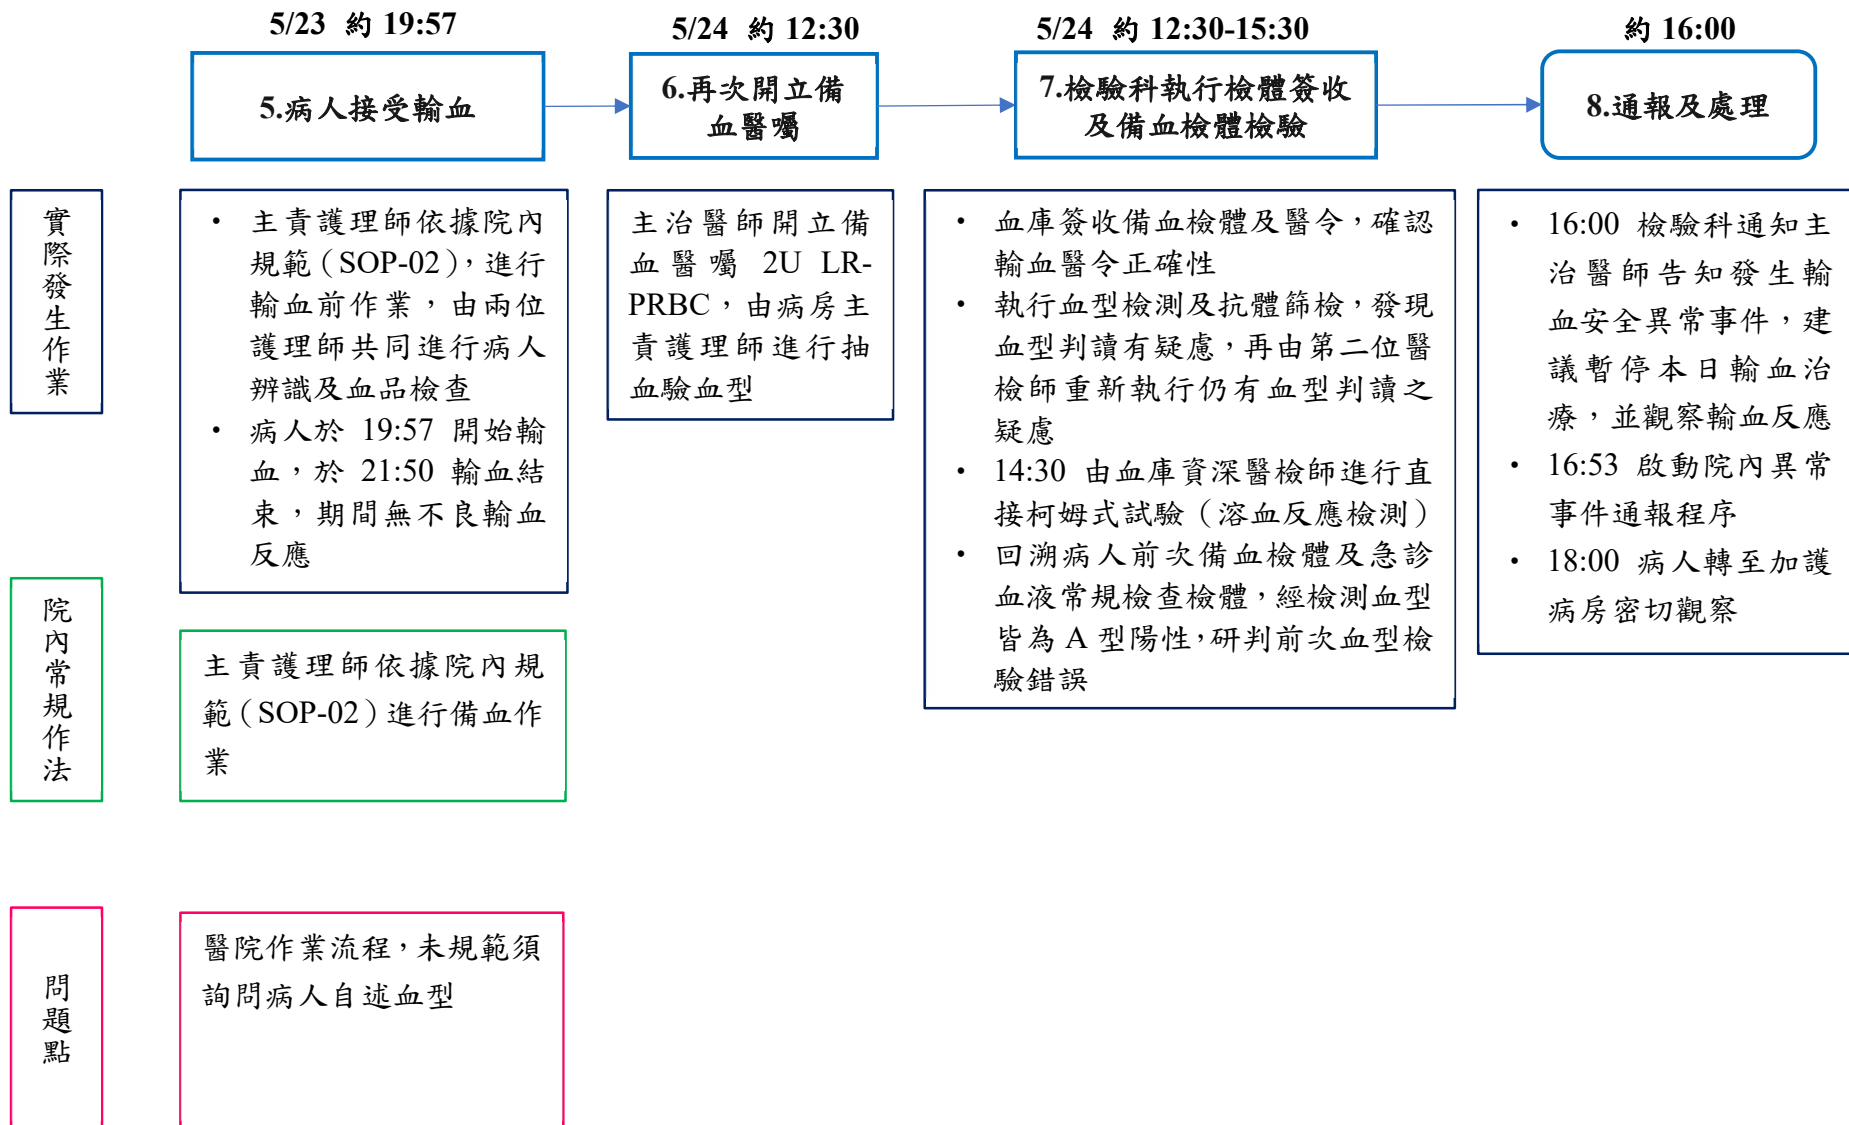 5/23 約 19:57
5/24 約 12:30
5/24 約 12:30-15:30
約 16:00
5.病人接受輸血
6.再次開立備
血醫囑
7.檢驗科執行檢體簽收
及備血檢體檢驗
8.通報及處理
實際發生作業
• 主責護理師依據院內
規範（SOP-02），進行
輸血前作業，由兩位
護理師共同進行病人
辨識及血品檢查
• 病人於 19:57 開始輸
血，於 21:50 輸血結
束，期間無不良輸血
反應
主治醫師開立備
血醫囑 2U LR-
PRBC，由病房主
責護理師進行抽
血驗血型
• 血庫簽收備血檢體及醫令，確認
輸血醫令正確性
• 執行血型檢測及抗體篩檢，發現
血型判讀有疑慮，再由第二位醫
檢師重新執行仍有血型判讀之
疑慮
• 14:30 由血庫資深醫檢師進行直
接柯姆式試驗（溶血反應檢測）
• 回溯病人前次備血檢體及急診
血液常規檢查檢體，經檢測血型
皆為 A 型陽性，研判前次血型檢
驗錯誤
• 16:00 檢驗科通知主
治醫師告知發生輸
血安全異常事件，建
議暫停本日輸血治
療，並觀察輸血反應
• 16:53 啟動院內異常
事件通報程序
• 18:00 病人轉至加護
病房密切觀察
院內常規作法
主責護理師依據院內規
範（SOP-02）進行備血作
業
問題點
醫院作業流程，未規範須
詢問病人自述血型